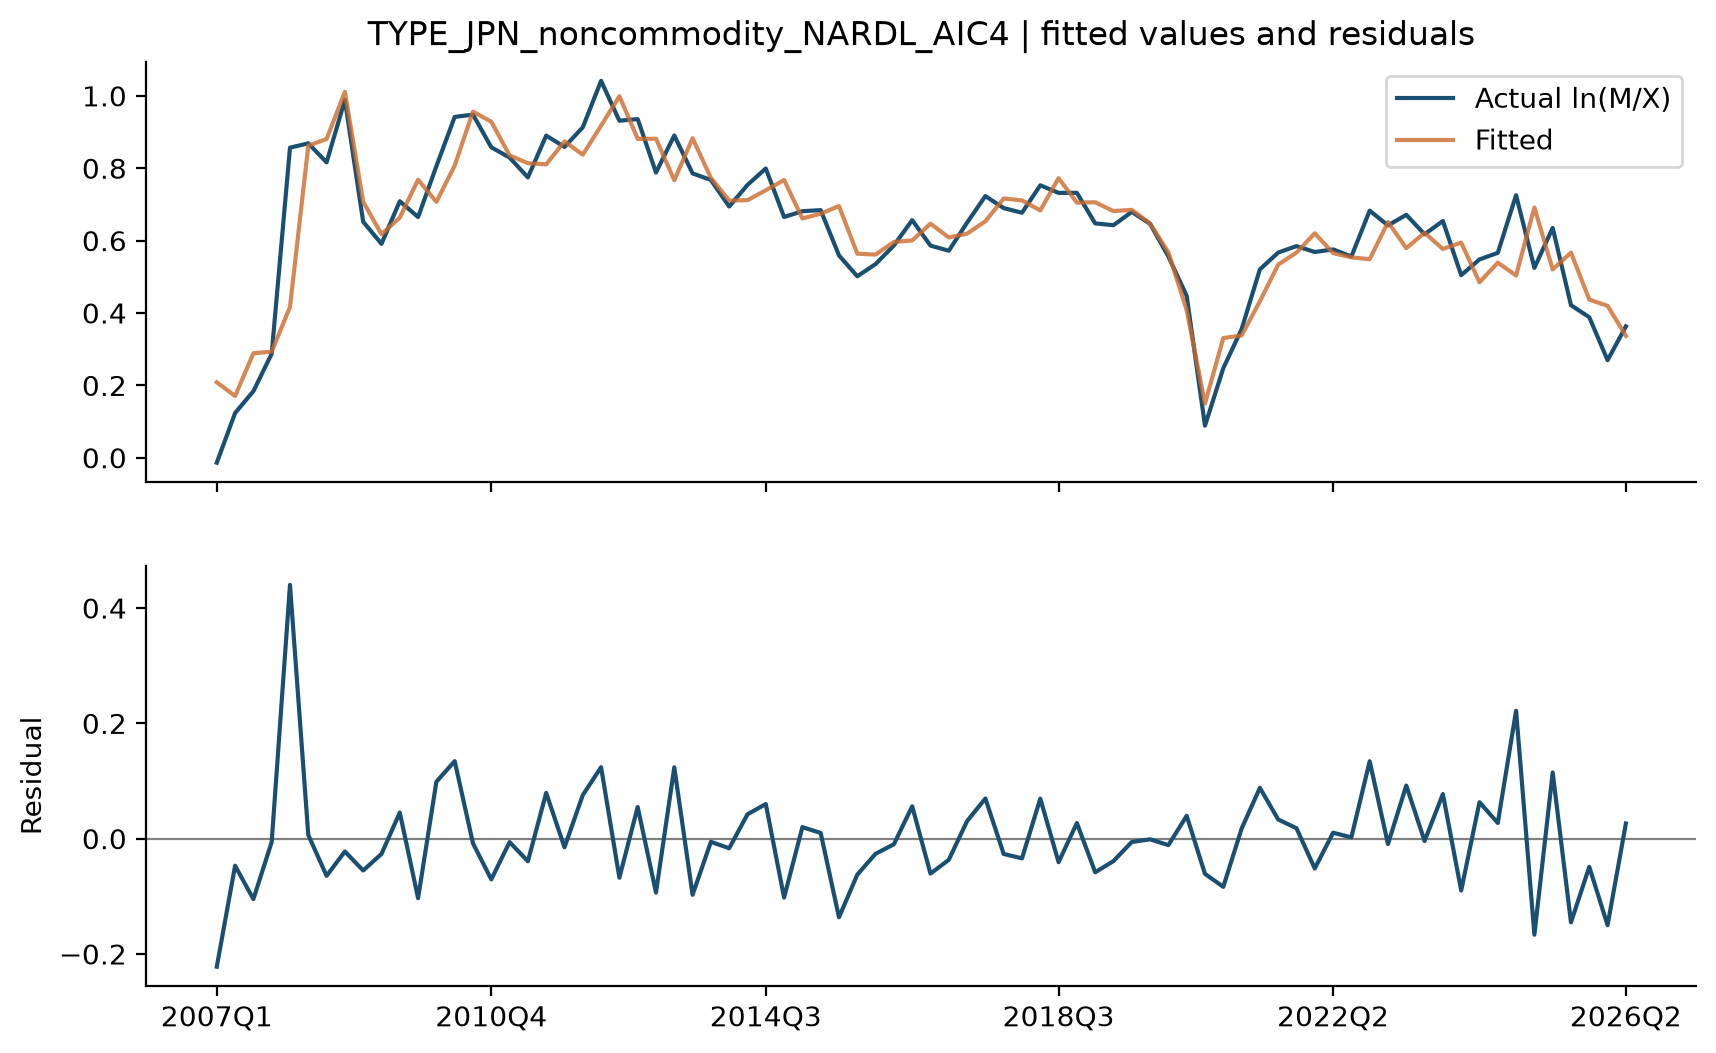 TYPE_JPN_noncommodity_NARDL_AIC4 | fitted values and residuals
Actual ln(M/X)
Fitted
1.0
0.8
0.6
0.4
0.2
0.0
Residual
0.4
0.2
0.0
−0.2
2007Q1 2010Q4 2014Q3 2018Q3 2022Q2 2026Q2